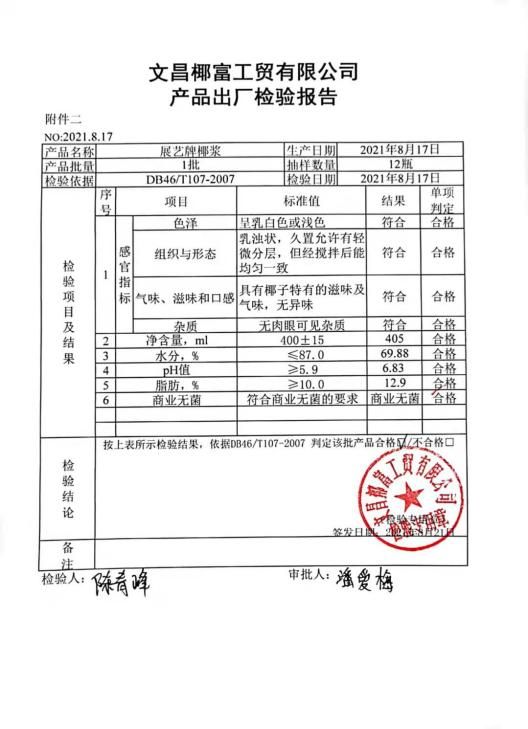 文昌椰富工贸有限公司
产品出厂检验报告
附件二
NO:2021.8.17
产品名称 展艺牌椰浆 生产日期 2021年8月17日
产品批量 1批 抽样数量 12瓶
检验依据 DB46/T107-2007 检验日期 2021年8月17日
检验项目及结果
序号 项目 标准值 结果 单项判定
1 感官指标
色泽 呈乳白色或浅色 符合 合格
组织与形态 乳浊状，久置允许有轻微分层，但经搅拌后能均匀一致 符合 合格
气味、滋味和口感 具有椰子特有的滋味及气味，无异味 符合 合格
杂质 无肉眼可见杂质 符合 合格
2 净含量，ml 400±15 405 合格
3 水分，% ≤87.0 69.88 合格
4 pH值 ≥5.9 6.83 合格
5 脂肪，% ≥10.0 12.9 合格
6 商业无菌 符合商业无菌的要求 商业无菌 合格
检验结论
按上表所示检验结果，依据DB46/T107-2007 判定该批产品合格☑/不合格□
文昌椰富工贸有限公司
签发日期：2021年8月21日
备注
检验人：陈育峰 审批人：潘爱梅